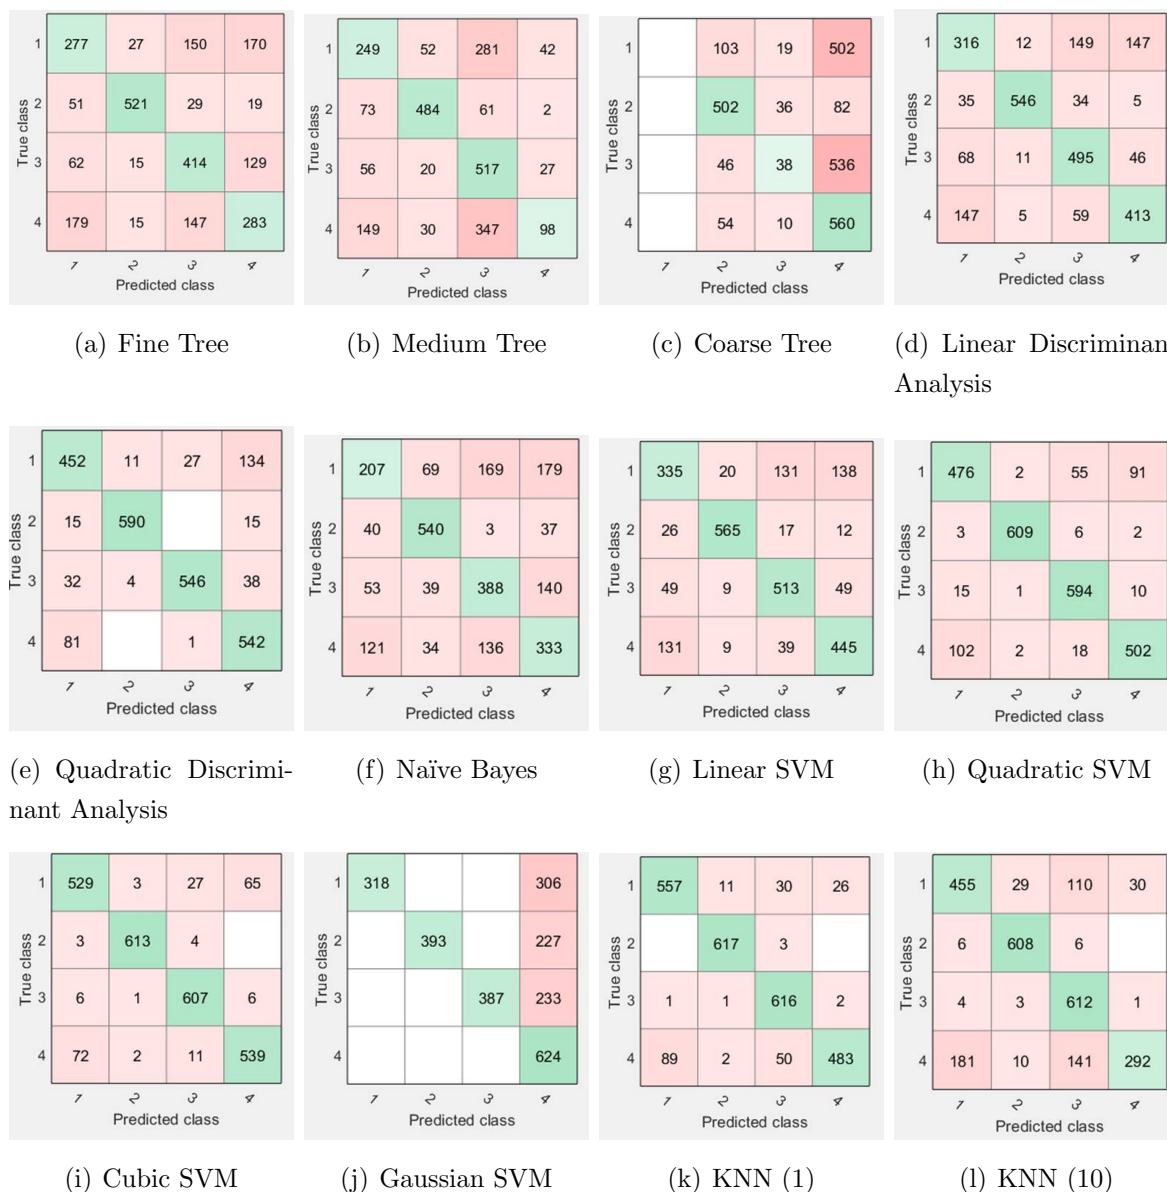 1 277 27 150 170
2 51 521 29 19
3 62 15 414 129
4 179 15 147 283
True class
1 2 3 4
Predicted class
(a) Fine Tree
1 249 52 281 42
2 73 484 61 2
3 56 20 517 27
4 149 30 347 98
True class
1 2 3 4
Predicted class
(b) Medium Tree
1 103 19 502
2 502 36 82
3 46 38 536
4 54 10 560
True class
1 2 3 4
Predicted class
(c) Coarse Tree
1 316 12 149 147
2 35 546 34 5
3 68 11 495 46
4 147 5 59 413
True class
1 2 3 4
Predicted class
(d) Linear Discriminan
Analysis
1 452 11 27 134
2 15 590 15
3 32 4 546 38
4 81 1 542
True class
1 2 3 4
Predicted class
(e) Quadratic Discrimi-
nant Analysis
1 207 69 169 179
2 40 540 3 37
3 53 39 388 140
4 121 34 136 333
True class
1 2 3 4
Predicted class
(f) Naïve Bayes
1 335 20 131 138
2 26 565 17 12
3 49 9 513 49
4 131 9 39 445
True class
1 2 3 4
Predicted class
(g) Linear SVM
1 476 2 55 91
2 3 609 6 2
3 15 1 594 10
4 102 2 18 502
True class
1 2 3 4
Predicted class
(h) Quadratic SVM
1 529 3 27 65
2 3 613 4
3 6 1 607 6
4 72 2 11 539
True class
1 2 3 4
Predicted class
(i) Cubic SVM
1 318 306
2 393 227
3 387 233
4 624
True class
1 2 3 4
Predicted class
(j) Gaussian SVM
1 557 11 30 26
2 617 3
3 1 1 616 2
4 89 2 50 483
True class
1 2 3 4
Predicted class
(k) KNN (1)
1 455 29 110 30
2 6 608 6
3 4 3 612 1
4 181 10 141 292
True class
1 2 3 4
Predicted class
(l) KNN (10)